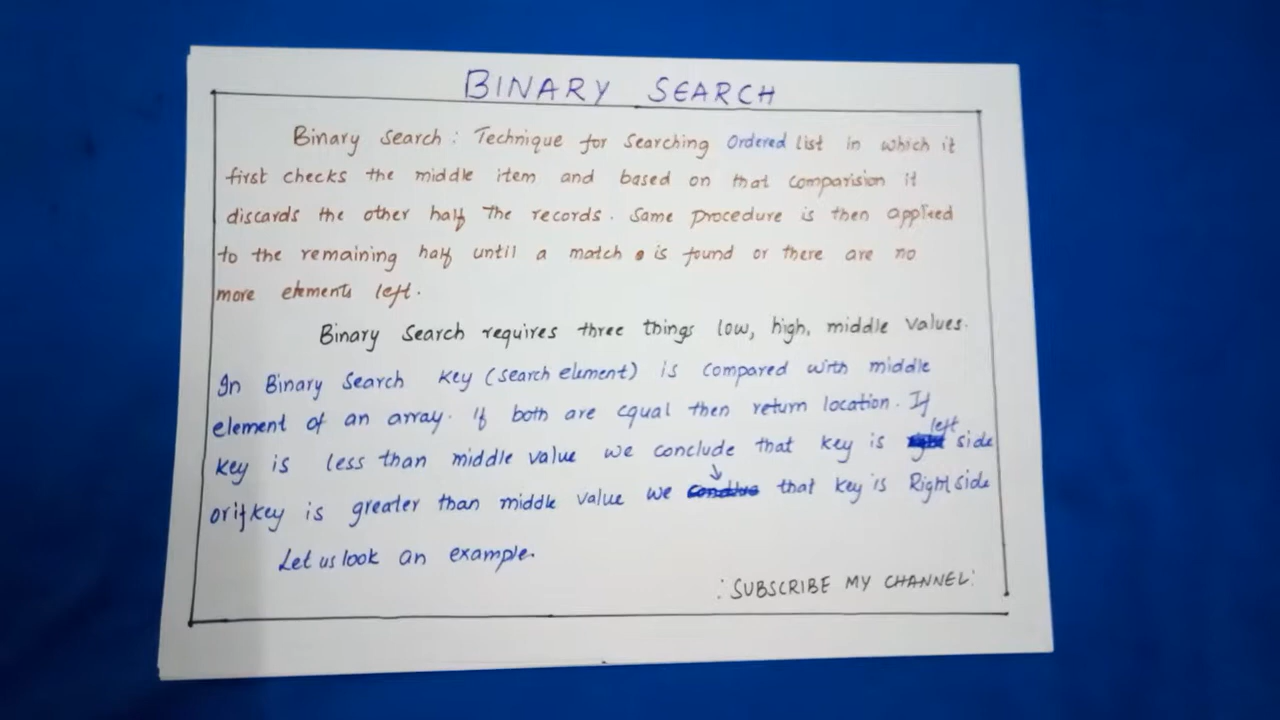 BINARY SEARCH
Binary Search : Technique for Searching Ordered list in which it
first checks the middle item and based on that comparision it
discards the other half the records. Same procedure is then applied
to the remaining half until a match is found or there are no
more elements left.
Binary Search requires three things low, high, middle values.
In Binary Search key (search element) is compared with middle
element of an array. If both are equal then return location. If
left
key is less than middle value we conclude that key is side
or if key is greater than middle value we that key is Right side
Let us look an example.
: SUBSCRIBE MY CHANNEL: